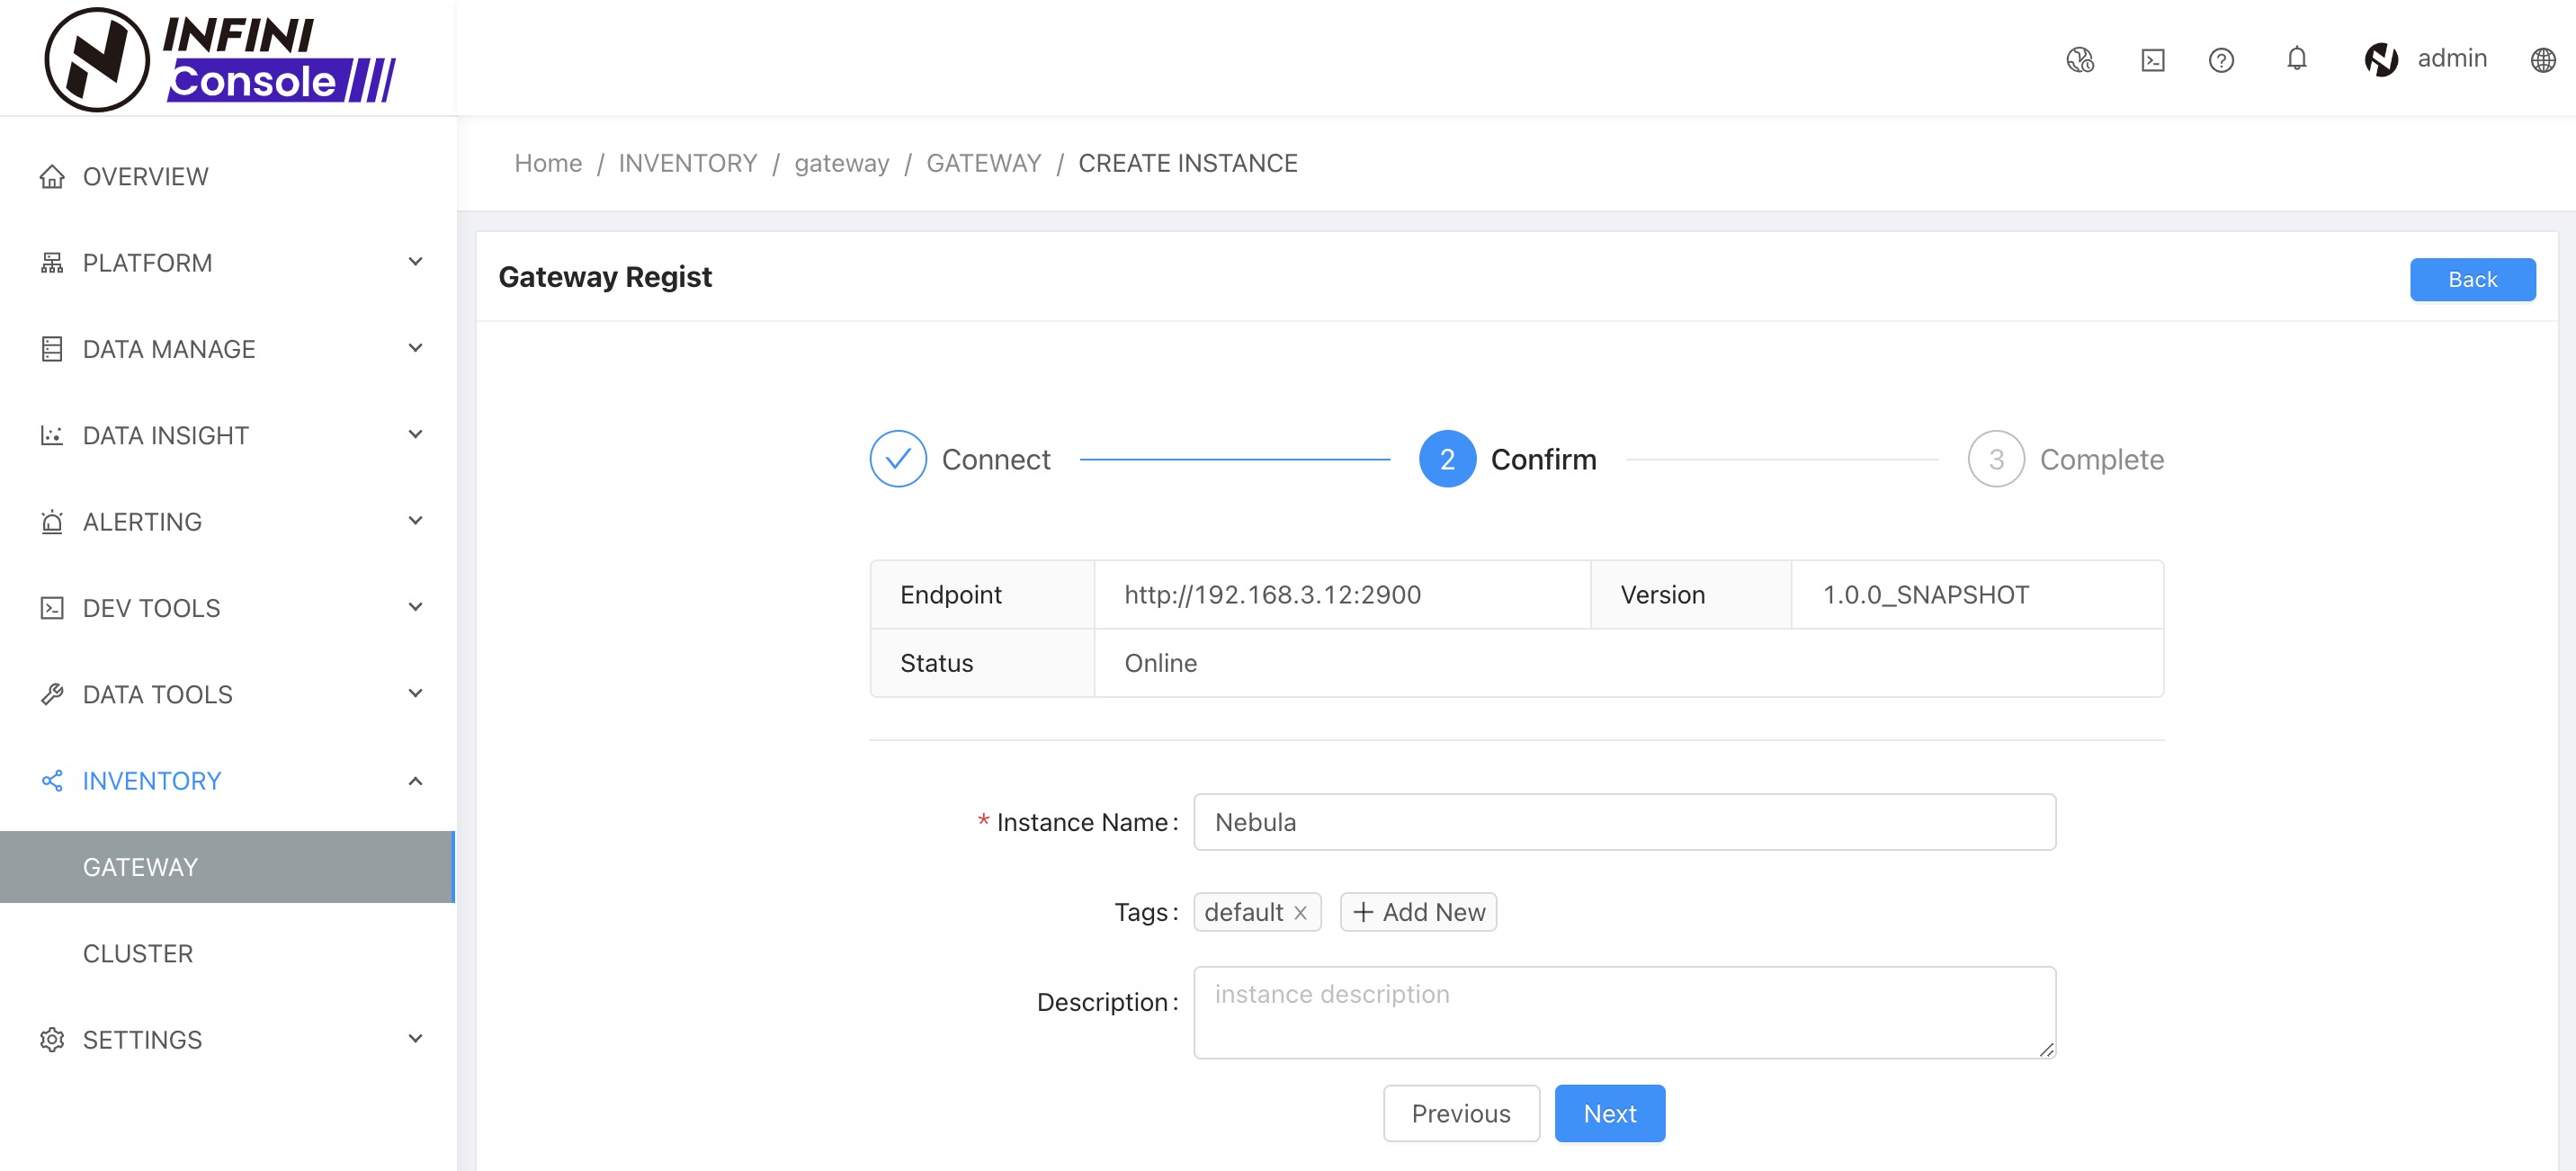 INFINI
Console
admin
OVERVIEW
PLATFORM
DATA MANAGE
DATA INSIGHT
ALERTING
DEV TOOLS
DATA TOOLS
INVENTORY
GATEWAY
CLUSTER
SETTINGS
Home / INVENTORY / gateway / GATEWAY / CREATE INSTANCE
Gateway Regist
Back
Connect
2 Confirm
3 Complete
Endpoint http://192.168.3.12:2900 Version 1.0.0_SNAPSHOT
Status Online
* Instance Name: Nebula
Tags: default × + Add New
Description: instance description
Previous Next